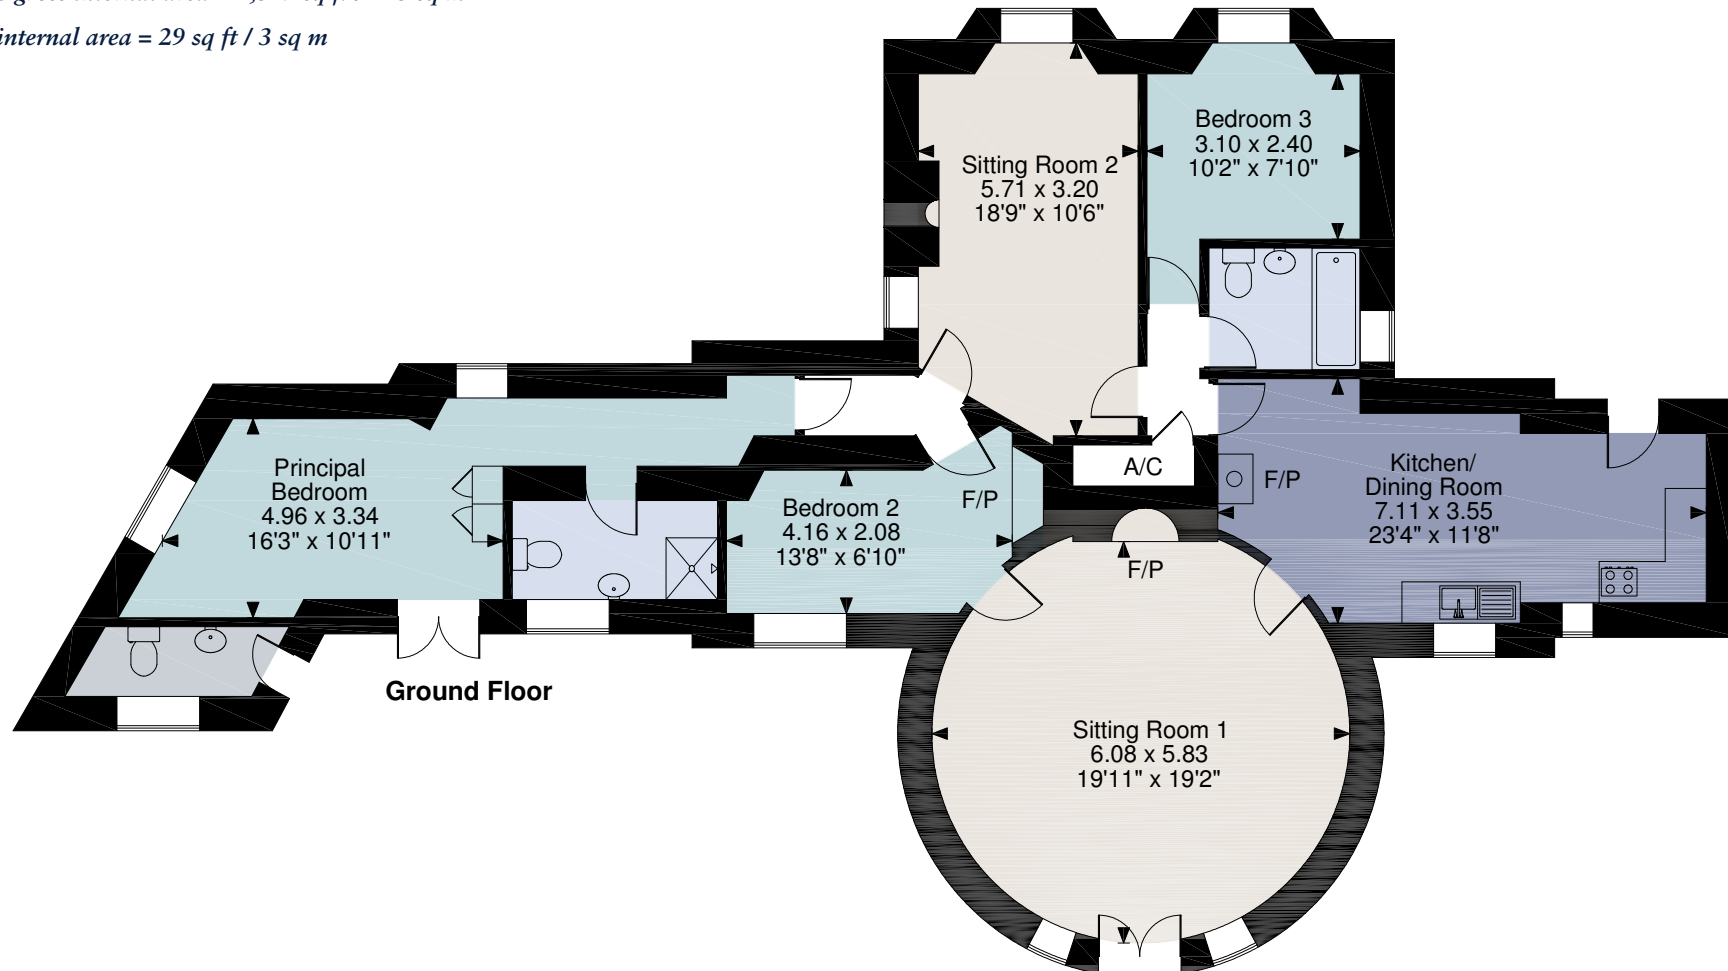 internal area = 29 sq ft / 3 sq m
Sitting Room 2
5.71 x 3.20
18'9" x 10'6"
Bedroom 3
3.10 x 2.40
10'2" x 7'10"
Principal
Bedroom
4.96 x 3.34
16'3" x 10'11"
Bedroom 2
4.16 x 2.08
13'8" x 6'10"
F/P
A/C
F/P
Kitchen/
Dining Room
7.11 x 3.55
23'4" x 11'8"
F/P
Ground Floor
Sitting Room 1
6.08 x 5.83
19'11" x 19'2"